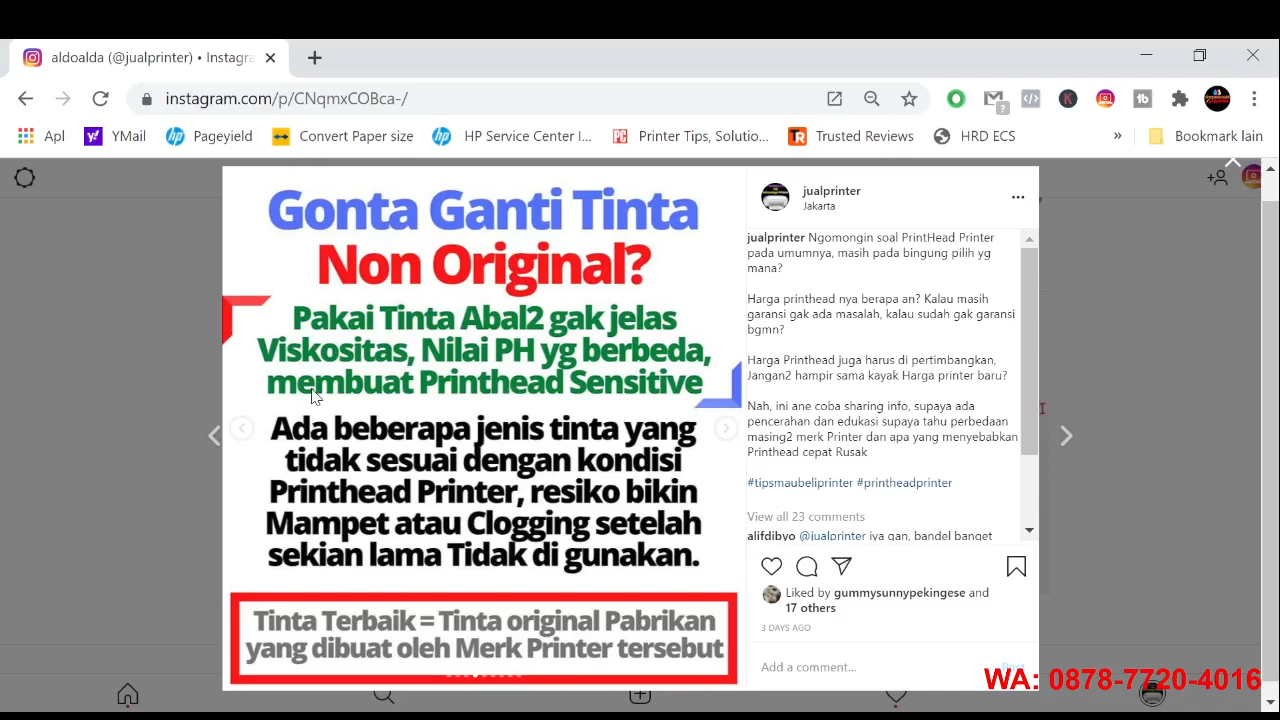 aldoalda (@jualprinter) • Instagra
instagram.com/p/CNqmxCOBca-/
Apl
YMail
Pageyield
Convert Paper size
HP Service Center I...
Printer Tips, Solutio...
Trusted Reviews
HRD ECS
»
Bookmark lain
Gonta Ganti Tinta
Non Original?
Pakai Tinta Abal2 gak jelas
Viskositas, Nilai PH yg berbeda,
membuat Printhead Sensitive
Ada beberapa jenis tinta yang
tidak sesuai dengan kondisi
Printhead Printer, resiko bikin
Mampet atau Clogging setelah
sekian lama Tidak di gunakan.
Tinta Terbaik = Tinta original Pabrikan
yang dibuat oleh Merk Printer tersebut
jualprinter
Jakarta
jualprinter Ngomongin soal PrintHead Printer
pada umumnya, masih pada bingung pilih yg
mana?
Harga printhead nya berapa an? Kalau masih
garansi gak ada masalah, kalau sudah gak garansi
bgmn?
Harga Printhead juga harus di pertimbangkan,
Jangan2 hampir sama kayak Harga printer baru?
Nah, ini ane coba sharing info, supaya ada
pencerahan dan edukasi supaya tahu perbedaan
masing2 merk Printer dan apa yang menyebabkan
Printhead cepat Rusak
#tipsmaubeliprinter #printheadprinter
View all 23 comments
alifdibyo @jualprinter iya gan, bandel banget
Liked by gummysunnypekingese and
17 others
3 DAYS AGO
Add a comment...
Post
WA: 0878-7720-4016